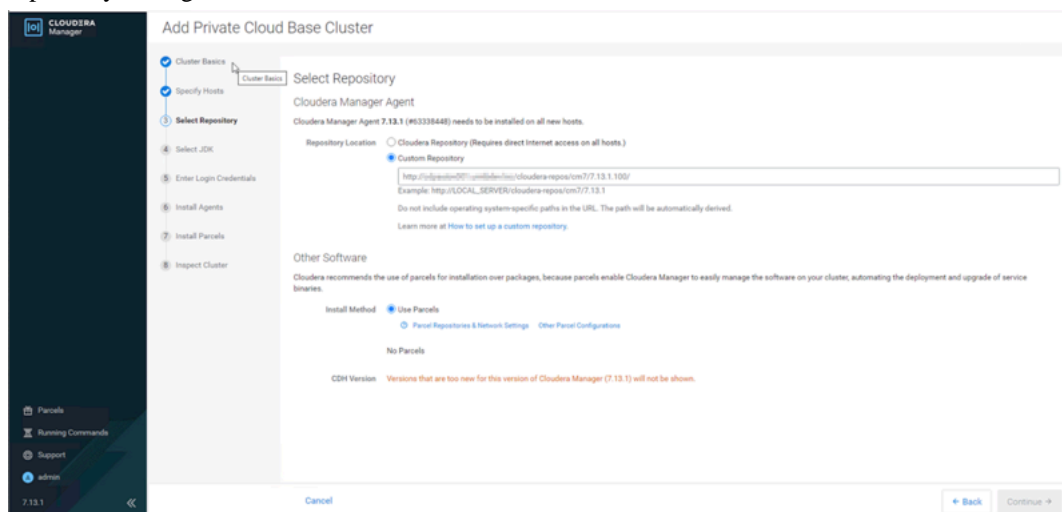 CLOUDERA
Manager
Add Private Cloud Base Cluster
Cluster Basics
Cluster Basics
Specify Hosts
3 Select Repository
4 Select JDK
5 Enter Login Credentials
6 Install Agents
7 Install Parcels
8 Inspect Cluster
Select Repository
Cloudera Manager Agent
Cloudera Manager Agent 7.13.1 (#63338448) needs to be installed on all new hosts.
Repository Location
Cloudera Repository (Requires direct Internet access on all hosts.)
Custom Repository
http:// /cloudera-repos/cm7/7.13.1.100/
Example: http://LOCAL_SERVER/cloudera-repos/cm7/7.13.1
Do not include operating system-specific paths in the URL. The path will be automatically derived.
Learn more at How to set up a custom repository.
Other Software
Cloudera recommends the use of parcels for installation over packages, because parcels enable Cloudera Manager to easily manage the software on your cluster, automating the deployment and upgrade of service
binaries.
Install Method Use Parcels
Parcel Repositories & Network Settings Other Parcel Configurations
No Parcels
CDH Version Versions that are too new for this version of Cloudera Manager (7.13.1) will not be shown.
Parcels
Running Commands
Support
admin
7.13.1
Cancel
← Back
Continue →